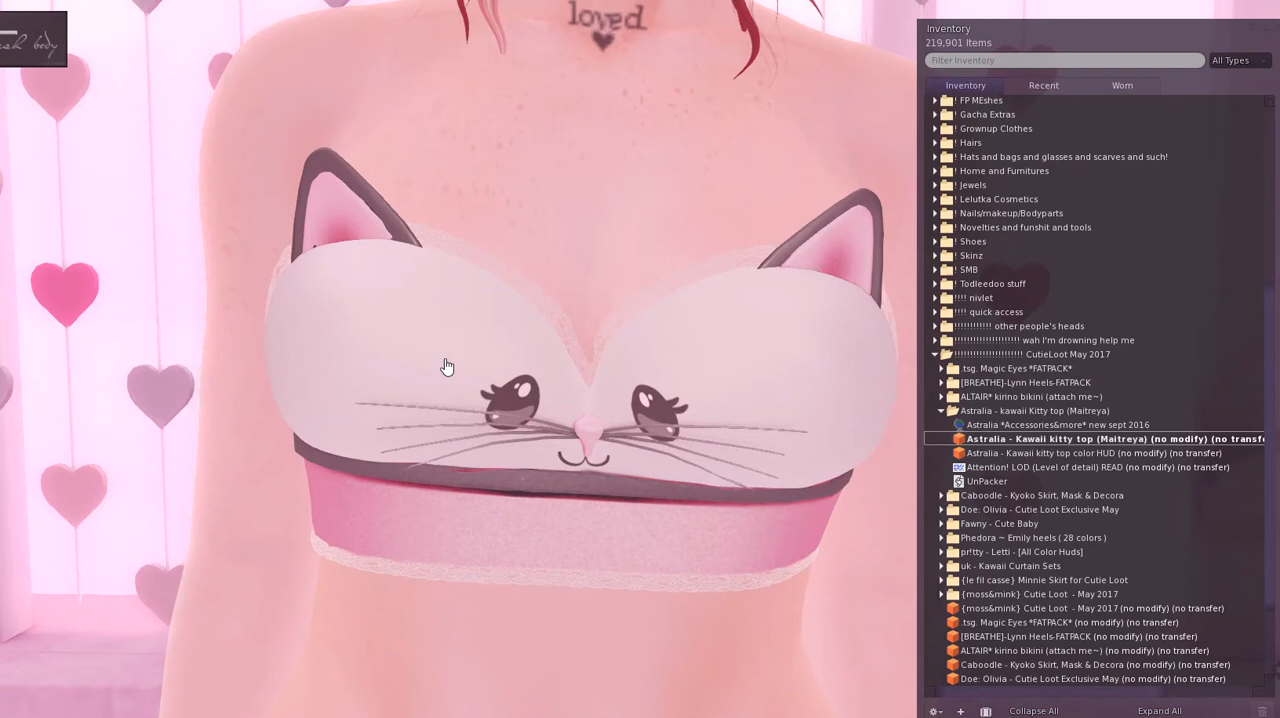 esh body
loved
Inventory
219,901 Items
Filter Inventory
All Types
Inventory Recent Worn
! FP MEshes
! Gacha Extras
! Grownup Clothes
! Hairs
! Hats and bags and glasses and scarves and such!
! Home and Furnitures
! Jewels
! Lelutka Cosmetics
! Nails/makeup/Bodyparts
! Novelties and funshit and tools
! Shoes
! Skinz
! SMB
! Todleedoo stuff
!!!! nivlet
!!!! quick access
!!!!!!!!!!!! other people's heads
!!!!!!!!!!!!!!!!!!!!!! wah I'm drowning help me
!!!!!!!!!!!!!!!!!!!!!!! CutieLoot May 2017
.tsg. Magic Eyes *FATPACK*
[BREATHE]-Lynn Heels-FATPACK
ALTAIR* kirino bikini (attach me~)
Astralia - kawaii Kitty top (Maitreya)
Astralia *Accessories&more* new sept 2016
Astralia - Kawaii kitty top (Maitreya) (no modify) (no transfe
Astralia - Kawaii kitty top color HUD (no modify) (no transfer)
Attention! LOD (Level of detail) READ (no modify) (no transfer)
UnPacker
Caboodle - Kyoko Skirt, Mask & Decora
Doe: Olivia - Cutie Loot Exclusive May
Fawny - Cute Baby
Phedora ~ Emily heels ( 28 colors )
pr!tty - Letti - [All Color Huds]
uk - Kawaii Curtain Sets
{le fil casse} Minnie Skirt for Cutie Loot
{moss&mink} Cutie Loot - May 2017
{moss&mink} Cutie Loot - May 2017 (no modify) (no transfer)
.tsg. Magic Eyes *FATPACK* (no modify) (no transfer)
[BREATHE]-Lynn Heels-FATPACK (no modify) (no transfer)
ALTAIR* kirino bikini (attach me~) (no modify) (no transfer)
Caboodle - Kyoko Skirt, Mask & Decora (no modify) (no transfer)
Doe: Olivia - Cutie Loot Exclusive May (no modify) (no transfer)
Collapse All Expand All